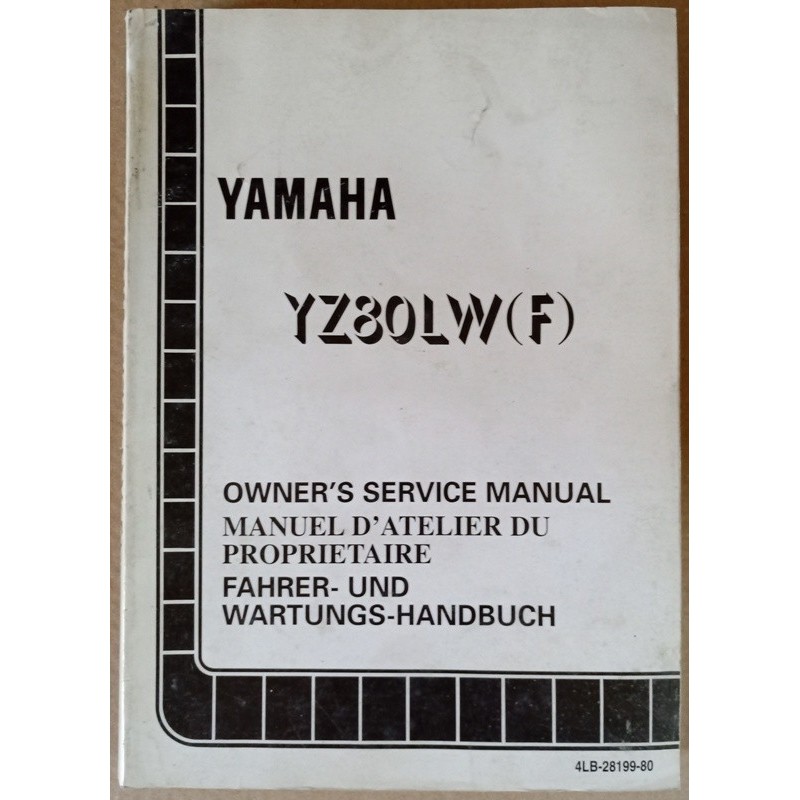 YAMAHA
YZ80LW(F)
OWNER'S SERVICE MANUAL
MANUEL D'ATELIER DU
PROPRIETAIRE
FAHRER- UND
WARTUNGS-HANDBUCH
4LB-28199-80